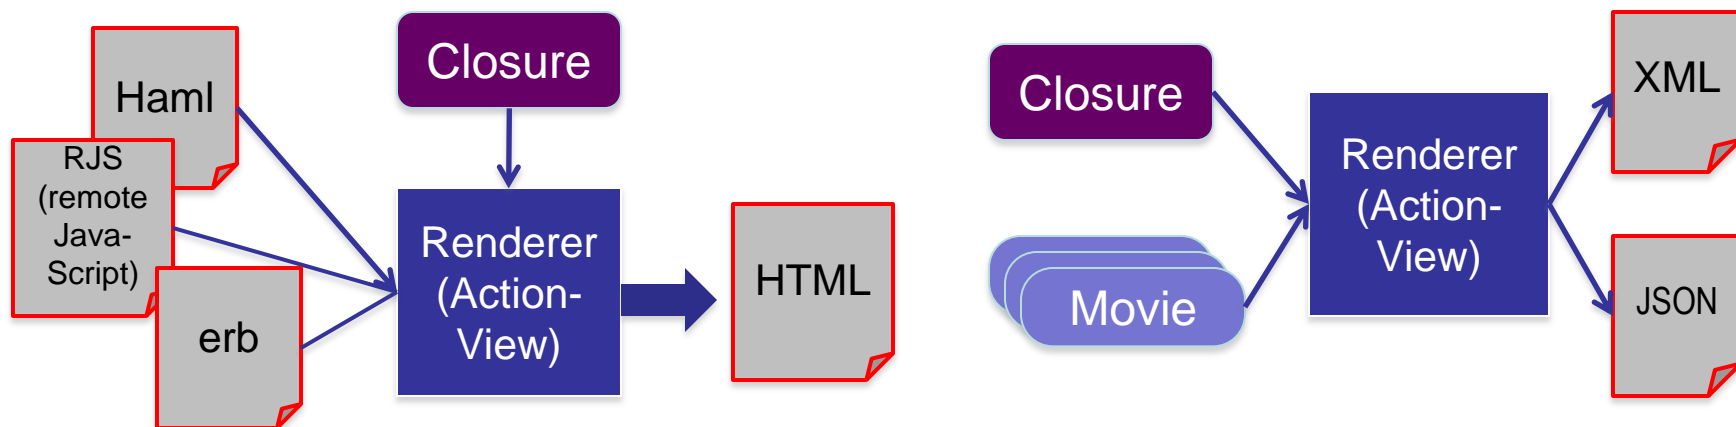 Haml
RJS
(remote
Java-
Script)
erb
Closure
Renderer
(Action-
View)
HTML
Closure
Movie
Renderer
(Action-
View)
XML
JSON